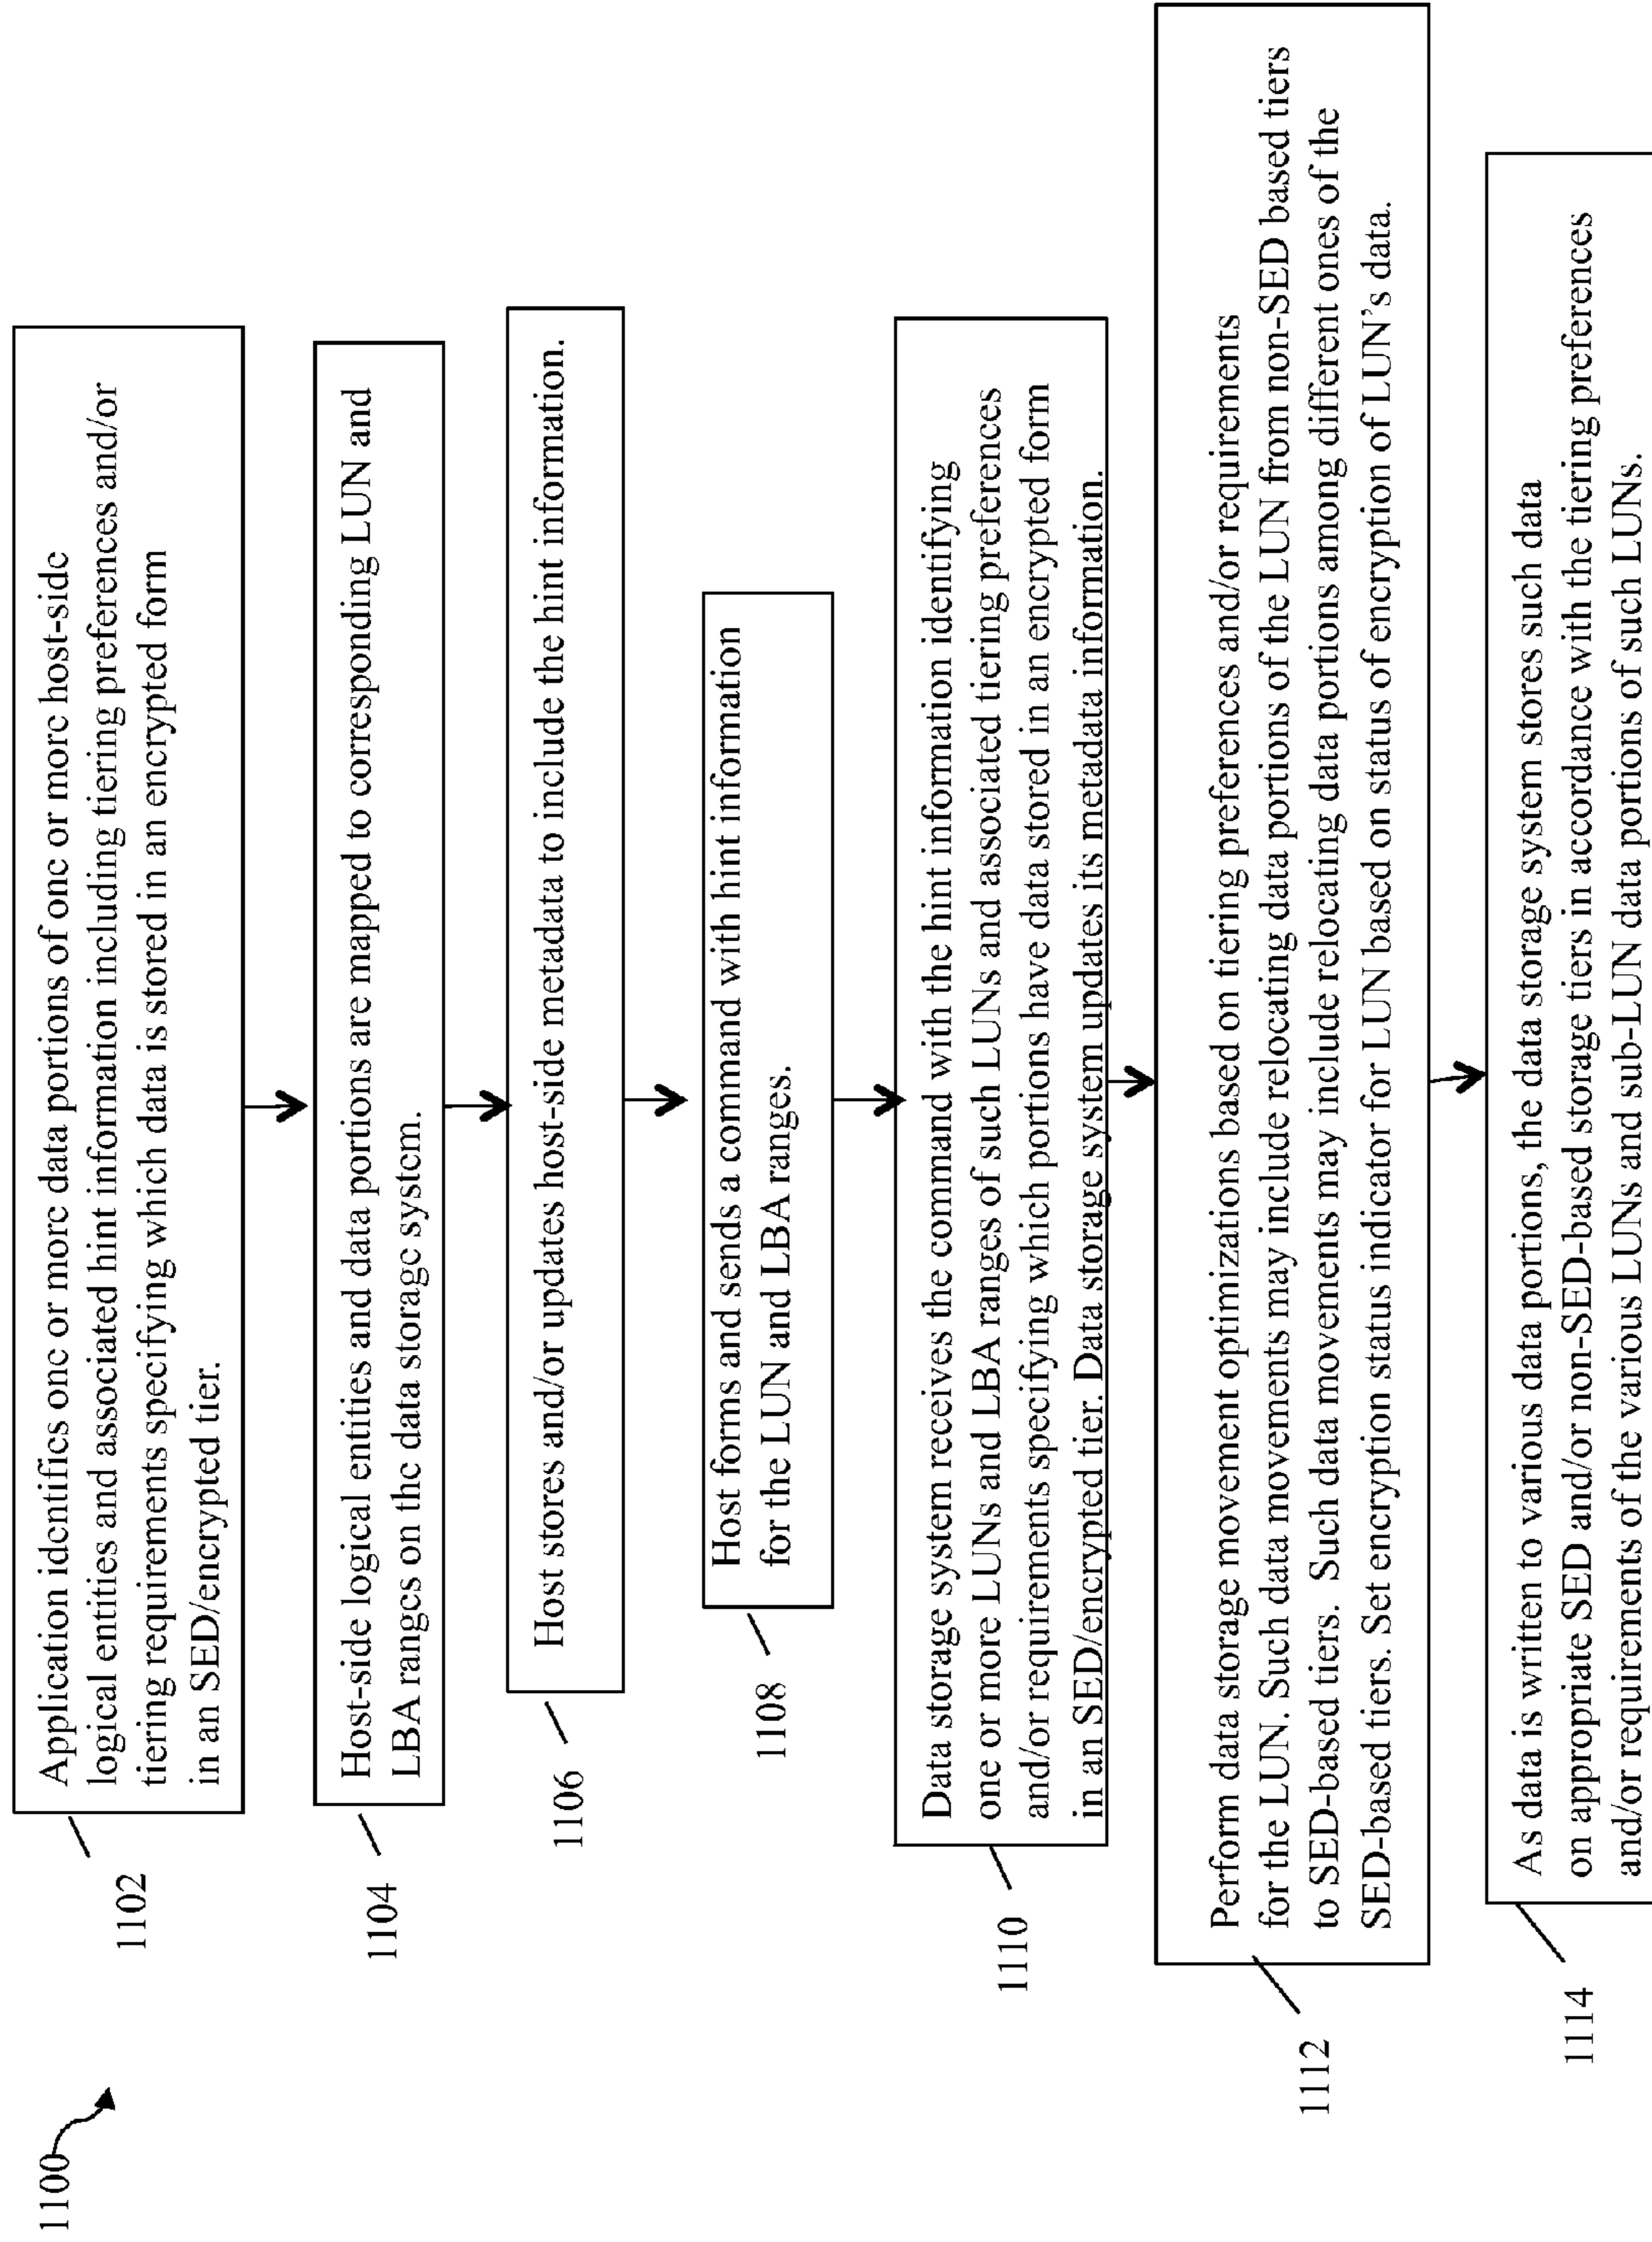 1100
1102
Application identifies one or more data portions of one or more host-side
logical entities and associated hint information including tiering preferences and/or
tiering requirements specifying which data is stored in an encrypted form
in an SED/encrypted tier.
1104
Host-side logical entities and data portions are mapped to corresponding LUN and
LBA ranges on the data storage system.
1106
Host stores and/or updates host-side metadata to include the hint information.
1108
Host forms and sends a command with hint information
for the LUN and LBA ranges.
1110
Data storage system receives the command with the hint information identifying
one or more LUNs and LBA ranges of such LUNs and associated tiering preferences
and/or requirements specifying which portions have data stored in an encrypted form
in an SED/encrypted tier. Data storage system updates its metadata information.
1112
Perform data storage movement optimizations based on tiering preferences and/or requirements
for the LUN. Such data movements may include relocating data portions of the LUN from non-SED based tiers
to SED-based tiers. Such data movements may include relocating data portions among different ones of the
SED-based tiers. Set encryption status indicator for LUN based on status of encryption of LUN's data.
1114
As data is written to various data portions, the data storage system stores such data
on appropriate SED and/or non-SED-based storage tiers in accordance with the tiering preferences
and/or requirements of the various LUNs and sub-LUN data portions of such LUNs.